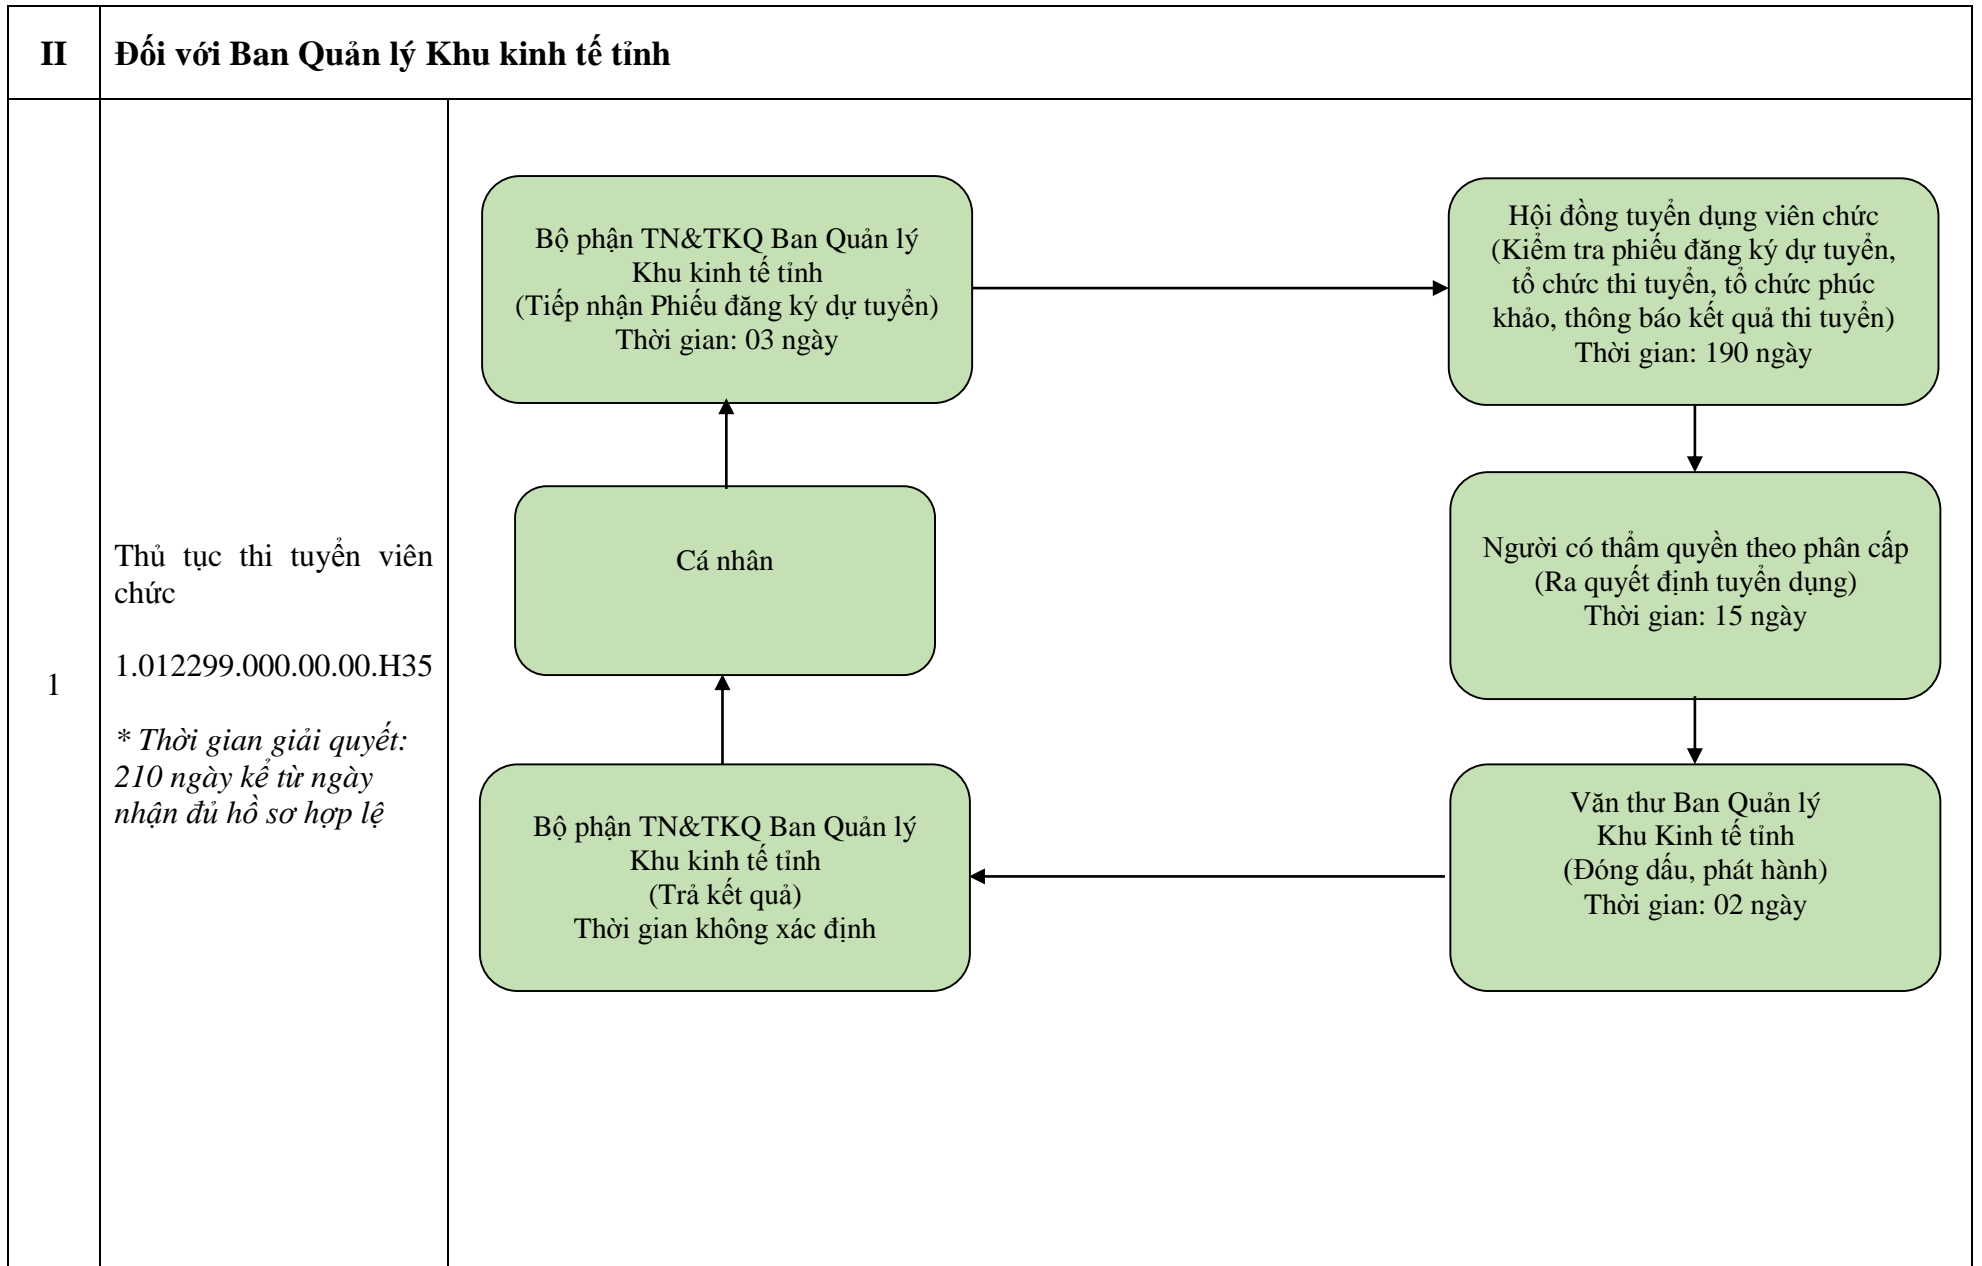 II
Đối với Ban Quản lý Khu kinh tế tỉnh
1
Thủ tục thi tuyển viên
chức
1.012299.000.00.00.H35
* Thời gian giải quyết:
210 ngày kể từ ngày
nhận đủ hồ sơ hợp lệ
Bộ phận TN&TKQ Ban Quản lý
Khu kinh tế tỉnh
(Tiếp nhận Phiếu đăng ký dự tuyển)
Thời gian: 03 ngày
Hội đồng tuyển dụng viên chức
(Kiểm tra phiếu đăng ký dự tuyển,
tổ chức thi tuyển, tổ chức phúc
khảo, thông báo kết quả thi tuyển)
Thời gian: 190 ngày
Cá nhân
Người có thẩm quyền theo phân cấp
(Ra quyết định tuyển dụng)
Thời gian: 15 ngày
Bộ phận TN&TKQ Ban Quản lý
Khu kinh tế tỉnh
(Trả kết quả)
Thời gian không xác định
Văn thư Ban Quản lý
Khu Kinh tế tỉnh
(Đóng dấu, phát hành)
Thời gian: 02 ngày